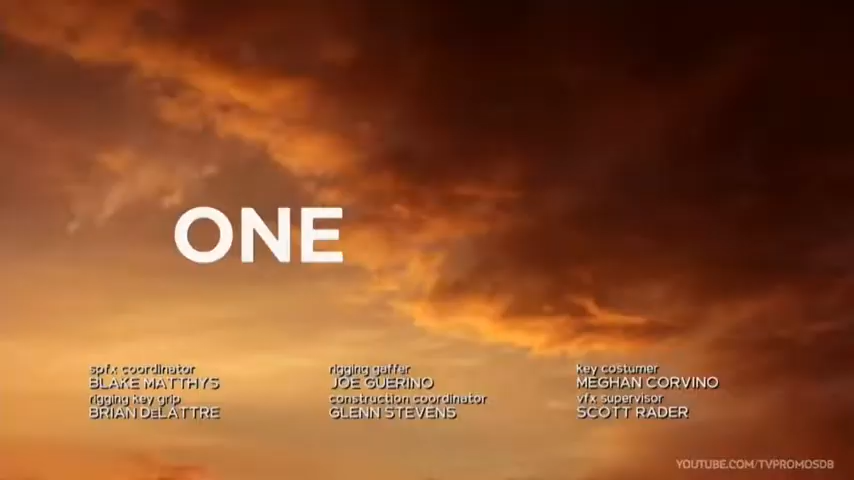 ONE
spfx coordinator
BLAKE MATTHYS
rigging key grip
BRIAN DeLATTRE
rigging gaffer
JOE GUERINO
construction coordinator
GLENN STEVENS
key costumer
MEGHAN CORVINO
vfx supervisor
SCOTT RADER
YOUTUBE.COM/TVPROMOSDB